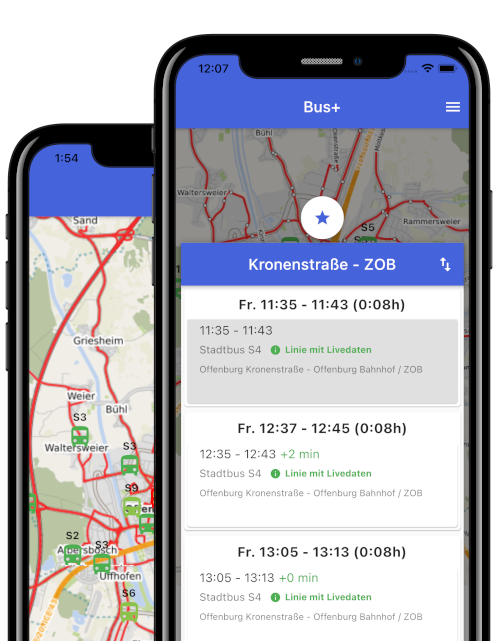 12:07
Bus+
1:54
Bühl
Waltersweier
S5
Rammersweier
Kronenstraße - ZOB
Fr. 11:35 - 11:43 (0:08h)
11:35 - 11:43
Stadtbus S4 Linie mit Livedaten
Offenburg Kronenstraße - Offenburg Bahnhof / ZOB
Fr. 12:37 - 12:45 (0:08h)
12:35 - 12:43 +2 min
Stadtbus S4 Linie mit Livedaten
Offenburg Kronenstraße - Offenburg Bahnhof / ZOB
Fr. 13:05 - 13:13 (0:08h)
13:05 - 13:13 +0 min
Stadtbus S4 Linie mit Livedaten
Offenburg Kronenstraße - Offenburg Bahnhof / ZOB
Sand
Griesheim
Weier
Bühl
S3
Waltersweier
S3
S9
S2
S3
Uffhofen
S6